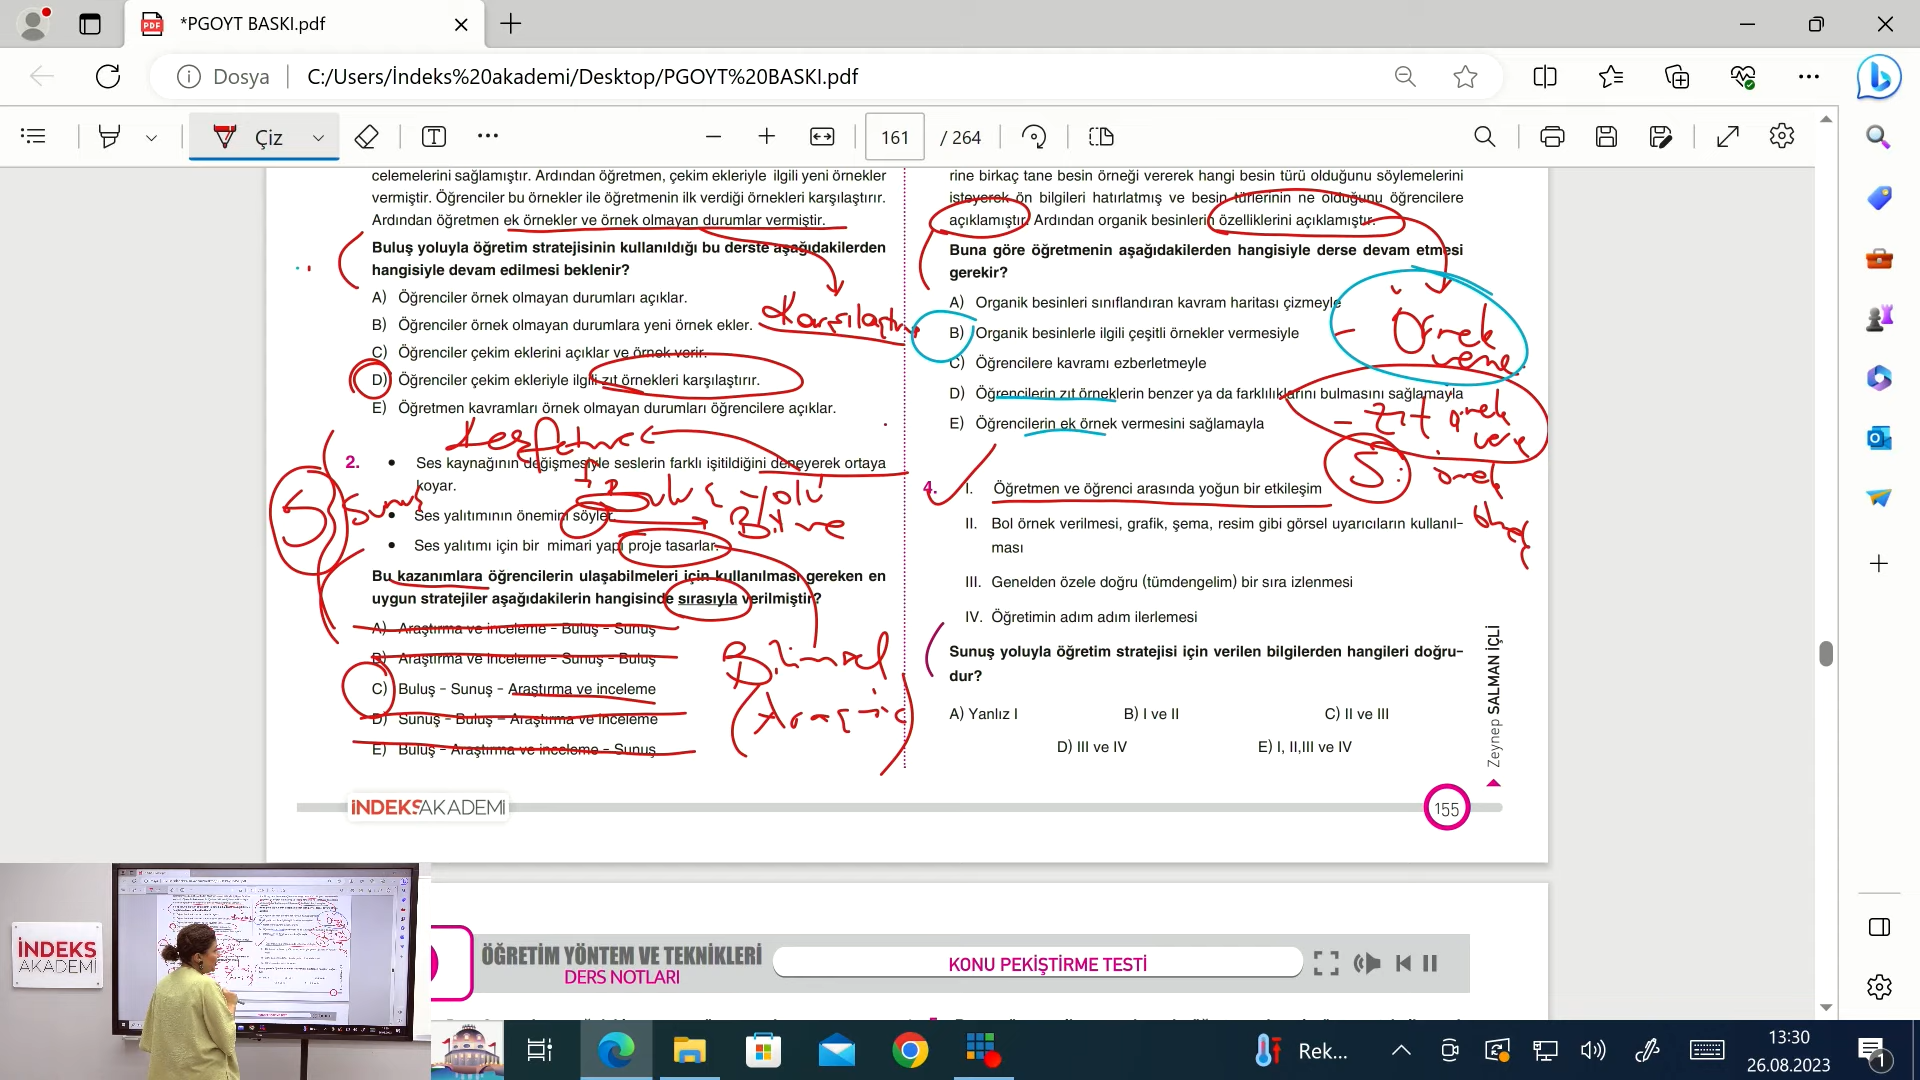 *PGOYT BASKI.pdf
Dosya
C:/Users/İndeks%20akademi/Desktop/PGOYT%20BASKI.pdf
Çiz
161
/ 264
celemelerini sağlamıştır. Ardından öğretmen, çekim ekleriyle ilgili yeni örnekler
vermiştir. Öğrenciler bu örnekler ile öğretmenin ilk verdiği örnekleri karşılaştırır.
Ardından öğretmen ek örnekler ve örnek olmayan durumlar vermiştir.
Buluş yoluyla öğretim stratejisinin kullanıldığı bu derste aşağıdakilerden
hangisiyle devam edilmesi beklenir?
A) Öğrenciler örnek olmayan durumları açıklar.
B) Öğrenciler örnek olmayan durumlara yeni örnek ekler.
Karşılaştırma
C) Öğrenciler çekim eklerini açıklar ve örnek verir.
D) Öğrenciler çekim ekleriyle ilgili zıt örnekleri karşılaştırır.
E) Öğretmen kavramları örnek olmayan durumları öğrencilere açıklar.
Keşfetme
2. • Ses kaynağının değişmesiyle seslerin farklı işitildiğini deneyerek ortaya
koyar.
Buluş yolu
S Sunuş
• Ses yalıtımının önemini söyler.
Bilme
• Ses yalıtımı için bir mimari yapı proje tasarlar.
Bu kazanımlara öğrencilerin ulaşabilmeleri için kullanılması gereken en
uygun stratejiler aşağıdakilerin hangisinde sırasıyla verilmiştir?
A) Araştırma ve inceleme - Buluş - Sunuş
B) Araştırma ve inceleme - Sunuş - Buluş
Bilimsel
C) Buluş - Sunuş - Araştırma ve inceleme
D) Sunuş - Buluş - Araştırma ve inceleme
E) Buluş - Araştırma ve inceleme - Sunuş
rine birkaç tane besin örneği vererek hangi besin türü olduğunu söylemelerini
isteyerek ön bilgileri hatırlatmış ve besin türlerinin ne olduğunu öğrencilere
açıklamıştır. Ardından organik besinlerin özelliklerini açıklamıştır.
Buna göre öğretmenin aşağıdakilerden hangisiyle derse devam etmesi
gerekir?
A) Organik besinleri sınıflandıran kavram haritası çizmeyle
B) Organik besinlerle ilgili çeşitli örnekler vermesiyle
- Örnek
verme
C) Öğrencilere kavramı ezberletmeyle
D) Öğrencilerin zıt örneklerin benzer ya da farklılıklarını bulmasını sağlamayla
- Zıt örnek
verme
E) Öğrencilerin ek örnek vermesini sağlamayla
S: örnek
4. I. Öğretmen ve öğrenci arasında yoğun bir etkileşim
II. Bol örnek verilmesi, grafik, şema, resim gibi görsel uyarıcıların kullanıl-
ması
III. Genelden özele doğru (tümdengelim) bir sıra izlenmesi
IV. Öğretimin adım adım ilerlemesi
Sunuş yoluyla öğretim stratejisi için verilen bilgilerden hangileri doğru-
dur?
A) Yanlız I B) I ve II C) II ve III
D) III ve IV E) I, II,III ve IV
Zeynep SALMAN İÇLİ
İNDEKSAKADEMİ
155
ÖĞRETİM YÖNTEM VE TEKNİKLERİ
DERS NOTLARI
KONU PEKİŞTİRME TESTİ
İNDEKS
AKADEMİ
Rek...
13:30
26.08.2023
1